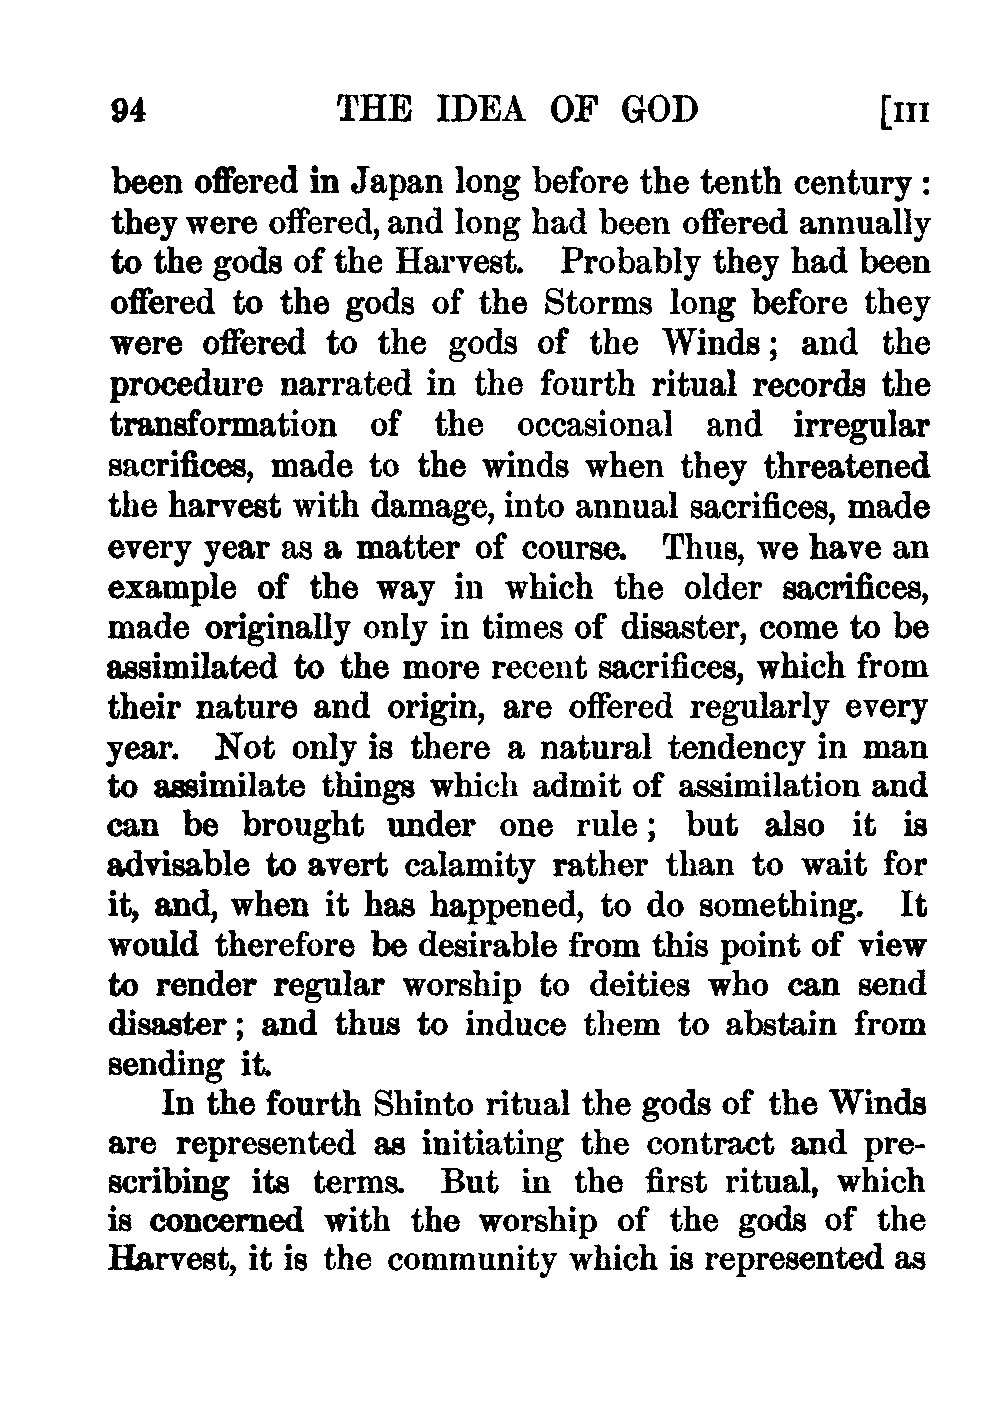 94 THE IDEA OF GOD [III
been offered in Japan long before the tenth century :
they were offered, and long had been offered annually
to the gods of the Harvest. Probably they had been
offered to the gods of the Storms long before they
were offered to the gods of the Winds ; and the
procedure narrated in the fourth ritual records the
transformation of the occasional and irregular
sacrifices, made to the winds when they threatened
the harvest with damage, into annual sacrifices, made
every year as a matter of course. Thus, we have an
example of the way in which the older sacrifices,
made originally only in times of disaster, come to be
assimilated to the more recent sacrifices, which from
their nature and origin, are offered regularly every
year. Not only is there a natural tendency in man
to assimilate things which admit of assimilation and
can be brought under one rule ; but also it is
advisable to avert calamity rather than to wait for
it, and, when it has happened, to do something. It
would therefore be desirable from this point of view
to render regular worship to deities who can send
disaster ; and thus to induce them to abstain from
sending it.
In the fourth Shinto ritual the gods of the Winds
are represented as initiating the contract and pre-
scribing its terms. But in the first ritual, which
is concerned with the worship of the gods of the
Harvest, it is the community which is represented as